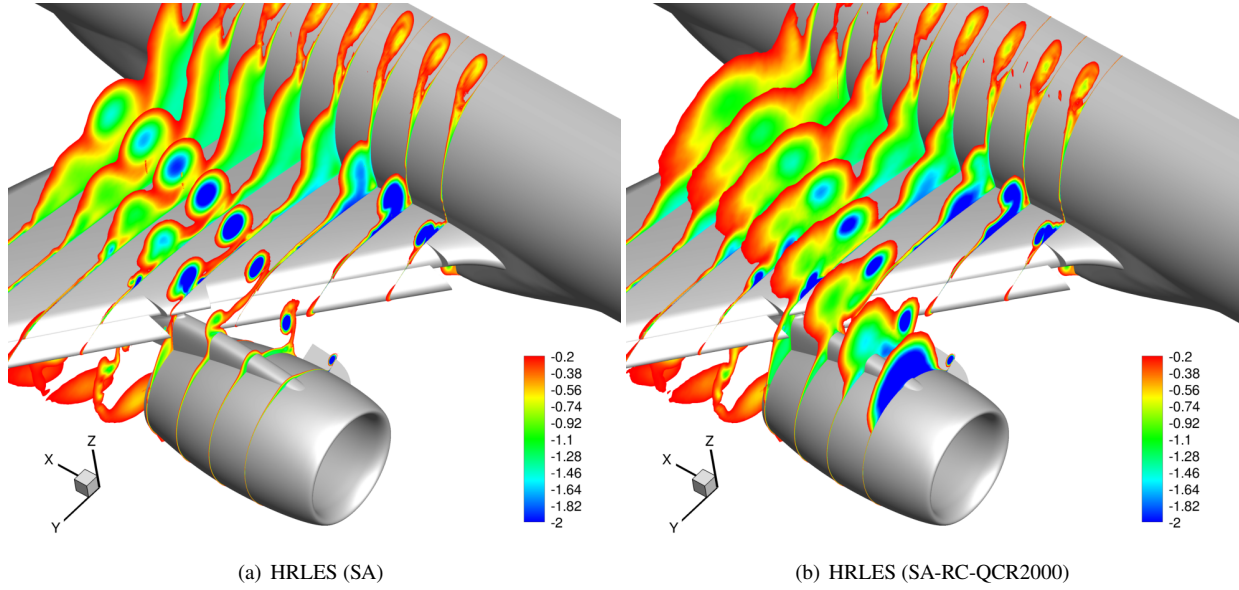 -0.2
-0.38
-0.56
-0.74
-0.92
-1.1
-1.28
-1.46
-1.64
-1.82
-2
Z
X
Y
(a) HRLES (SA)
-0.2
-0.38
-0.56
-0.74
-0.92
-1.1
-1.28
-1.46
-1.64
-1.82
-2
Z
X
Y
(b) HRLES (SA-RC-QCR2000)